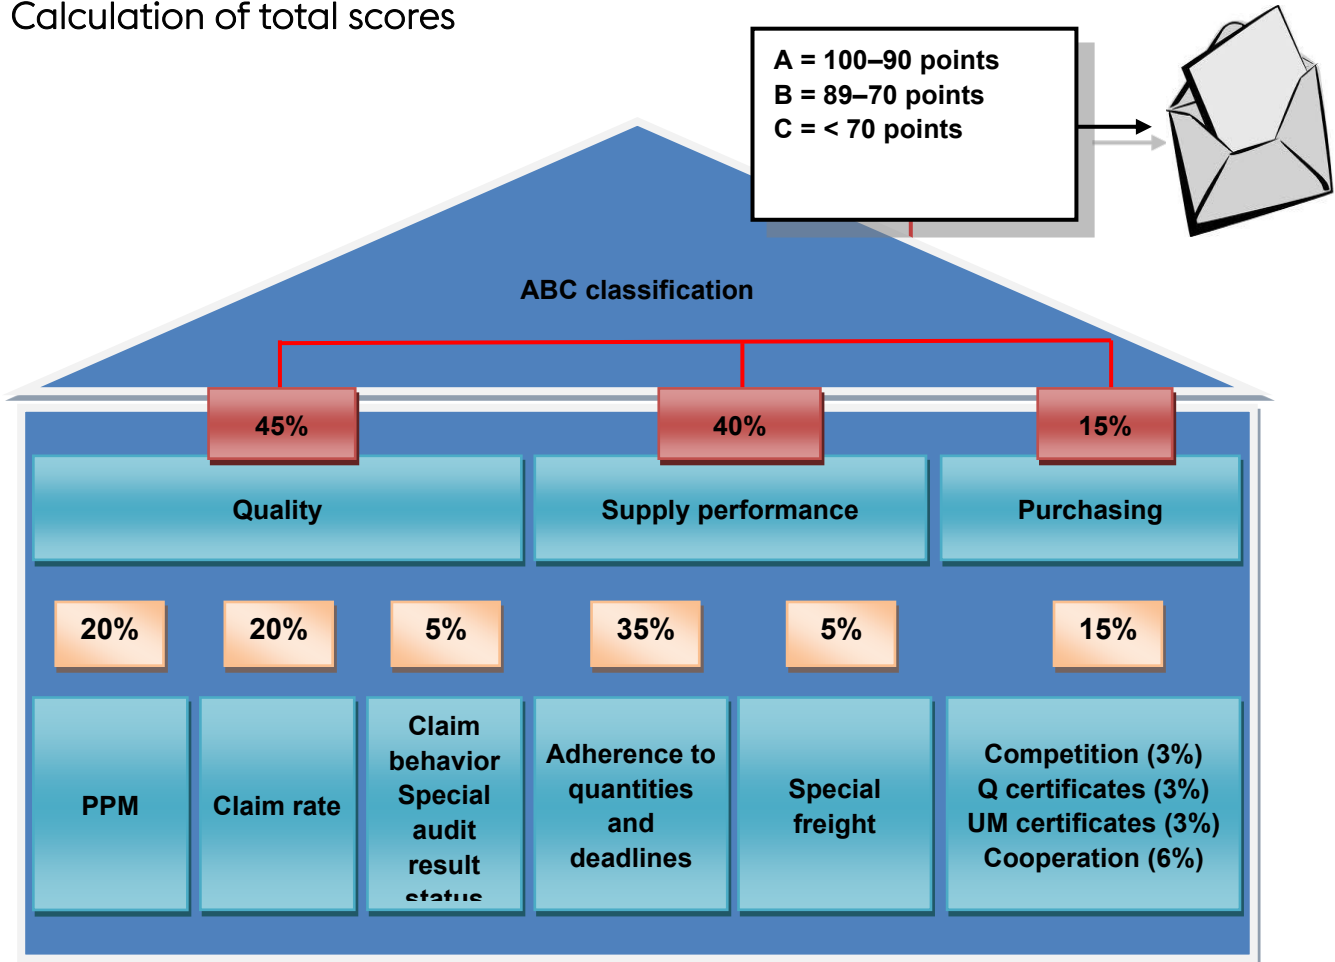 Calculation of total scores
A = 100–90 points
B = 89–70 points
C = < 70 points
ABC classification
45%
40%
15%
Quality
Supply performance
Purchasing
20%
20%
5%
35%
5%
15%
PPM
Claim rate
Claim
behavior
Special
audit
result
status
Adherence to
quantities
and
deadlines
Special
freight
Competition (3%)
Q certificates (3%)
UM certificates (3%)
Cooperation (6%)